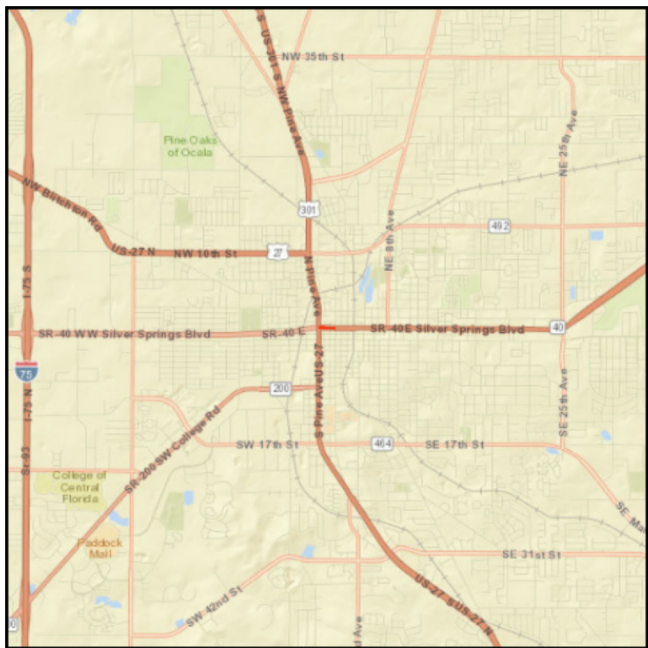 NW 35th St
S US-301 S NW Pine Ave
Pine Oaks
of Ocala
NE 25th Ave
NW Blitchton Rd
301
492
US-27 N
NW 10th St
27
NE 8th Ave
N Pine Ave
I-75 S
SR-40 W W Silver Springs Blvd
SR-40 E
SR-40E Silver Springs Blvd
40
75
200
S Pine Ave US-27
I-75 N
SR-200 SW College Rd
SE 25th Ave
SW 17th St
464
SE 17th St
Sr-93
College of
Central
Florida
Paddock
Mall
SE 31st St
SW 42nd St
US-27 S US-27 N
d Ave